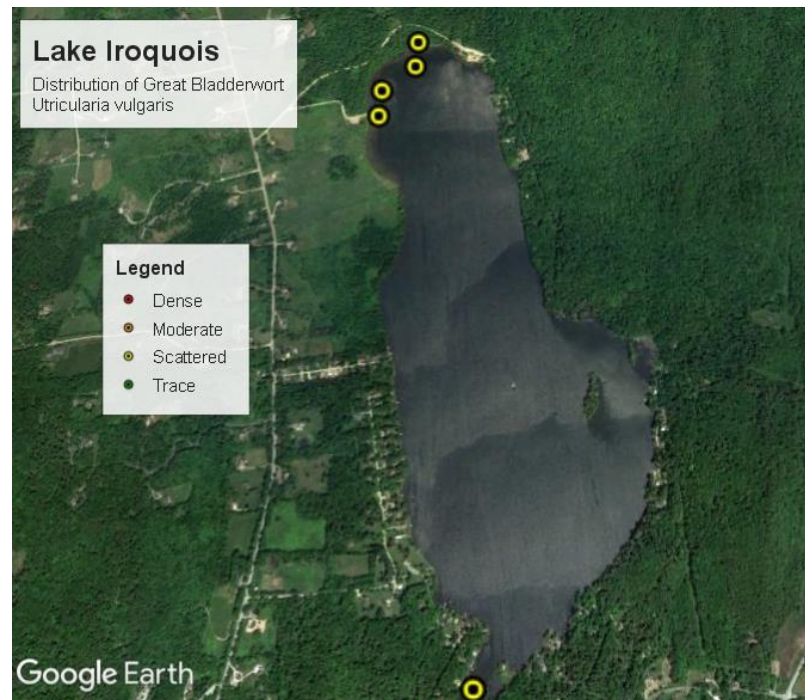 Lake Iroquois
Distribution of Great Bladderwort
Utricularia vulgaris
Legend
Dense
Moderate
Scattered
Trace
Google Earth